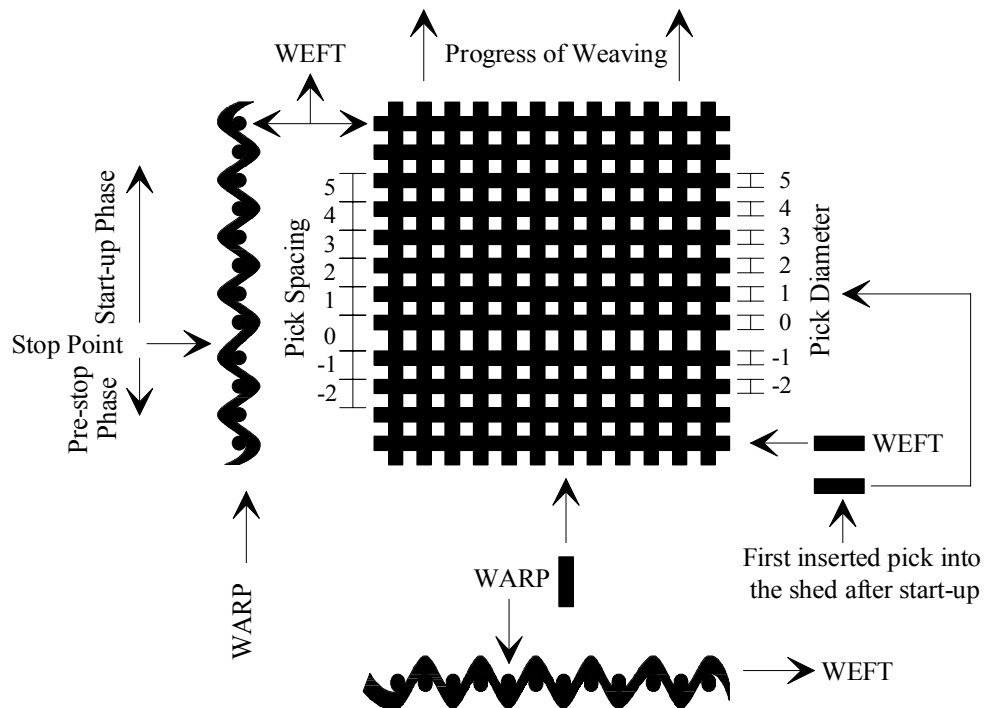 WEFT
Progress of Weaving
Start-up Phase
Stop Point
Pre-stop
Phase
Pick Spacing
5
4
3
2
1
0
-1
-2
5
4
3
2
1
0
-1
-2
Pick Diameter
WEFT
First inserted pick into
the shed after start-up
WARP
WARP
WEFT